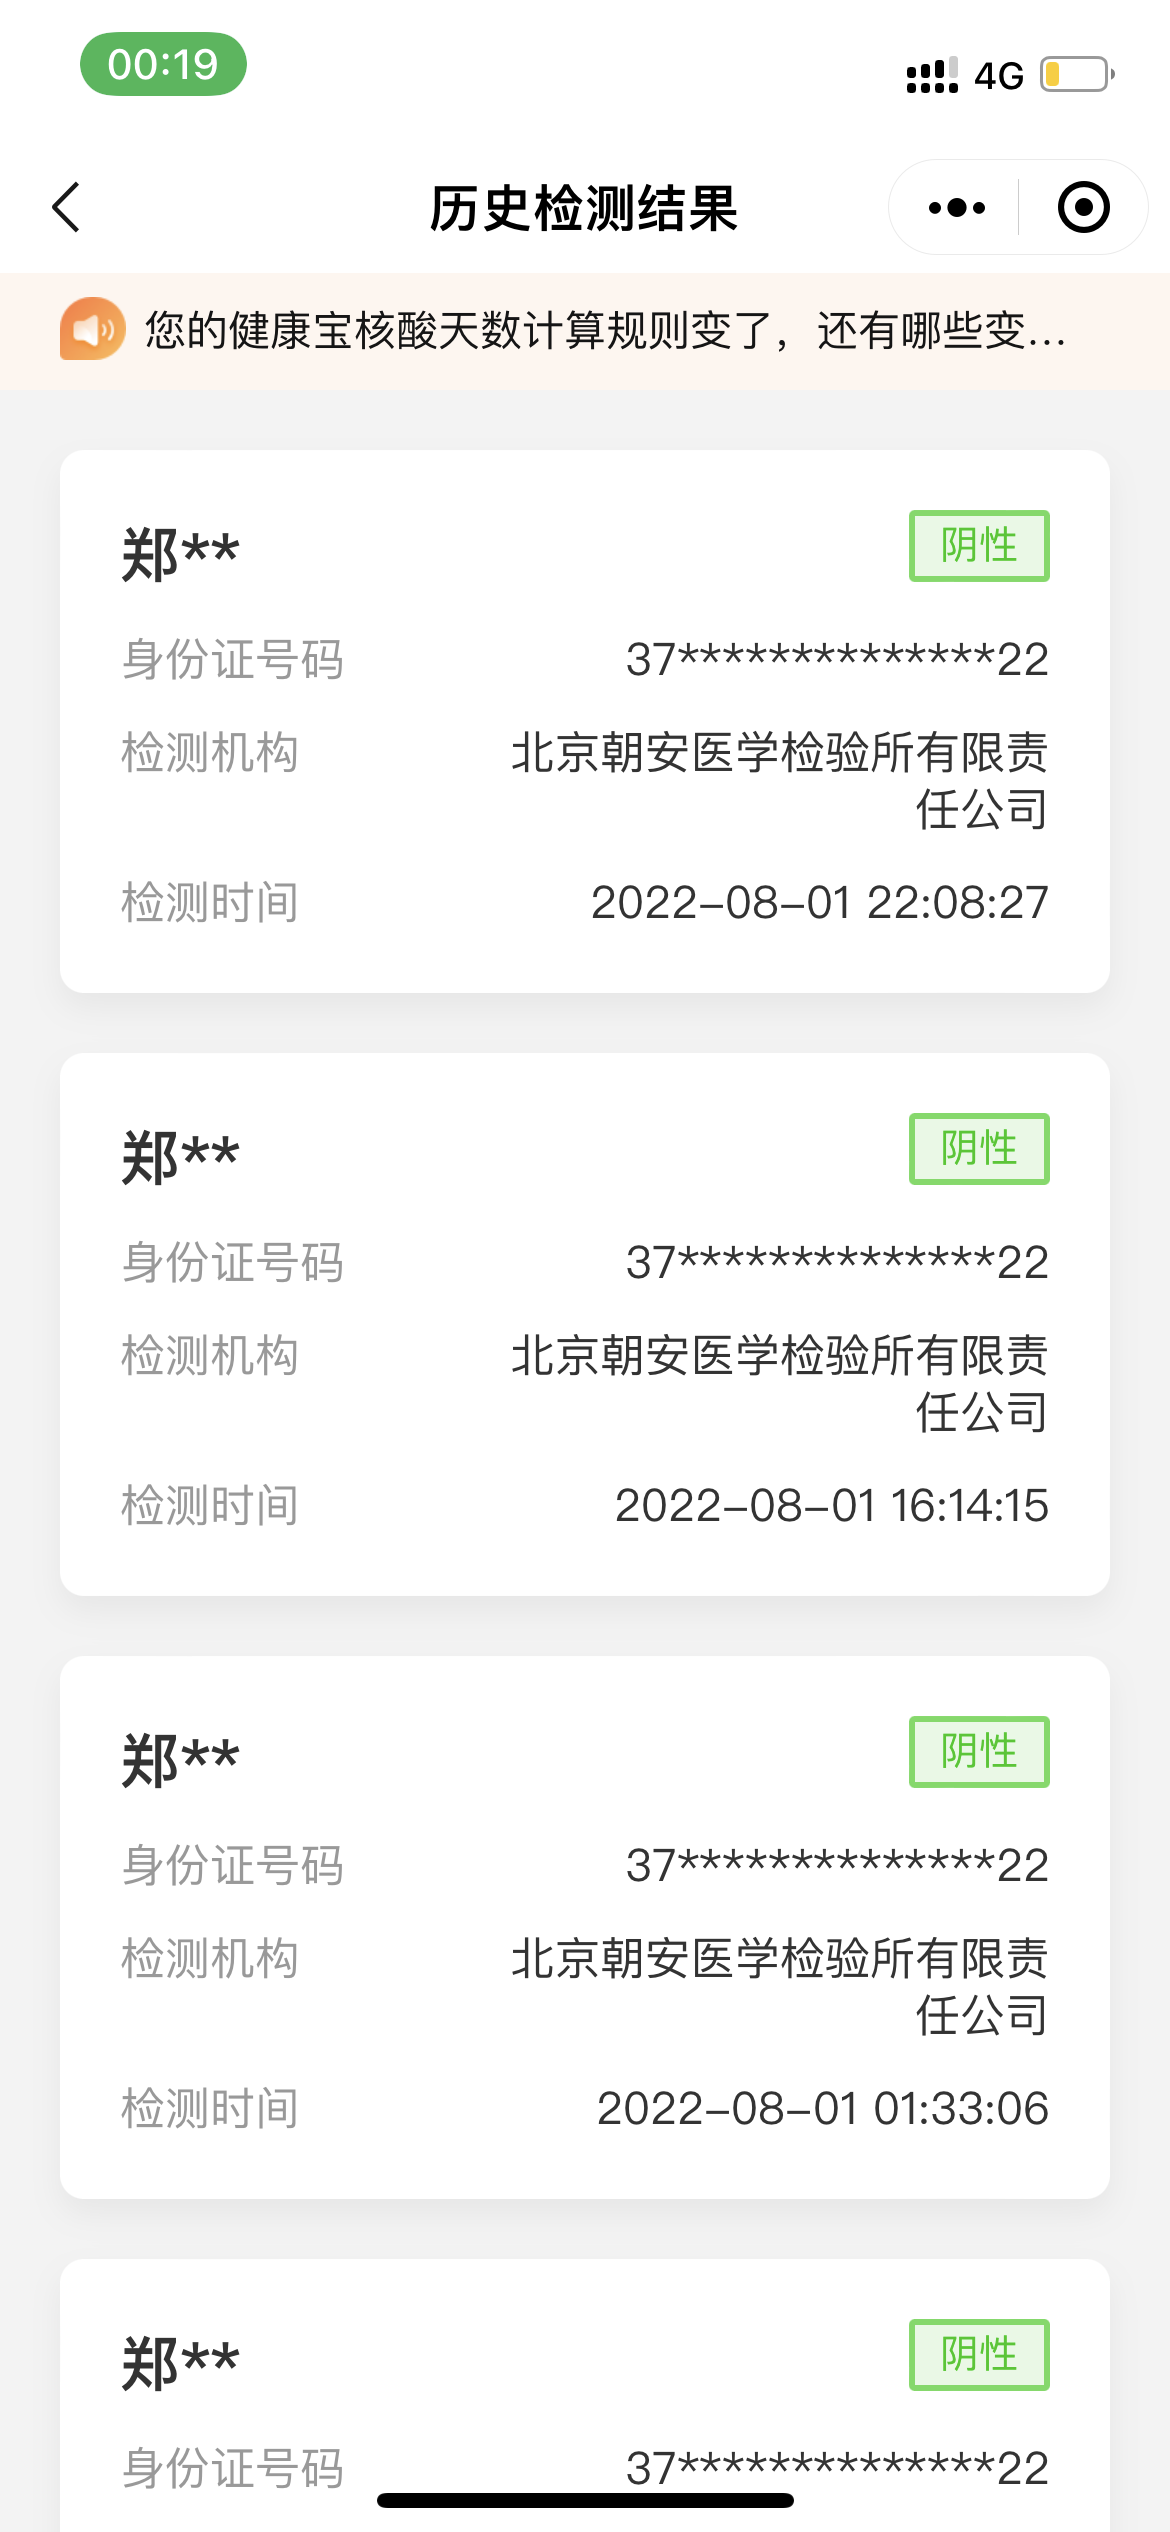 00:19
4G
历史检测结果
您的健康宝核酸天数计算规则变了，还有哪些变...
郑**
阴性
身份证号码
37**************22
检测机构
北京朝安医学检验所有限责
任公司
检测时间
2022-08-01 22:08:27
郑**
阴性
身份证号码
37**************22
检测机构
北京朝安医学检验所有限责
任公司
检测时间
2022-08-01 16:14:15
郑**
阴性
身份证号码
37**************22
检测机构
北京朝安医学检验所有限责
任公司
检测时间
2022-08-01 01:33:06
郑**
阴性
身份证号码
37**************22